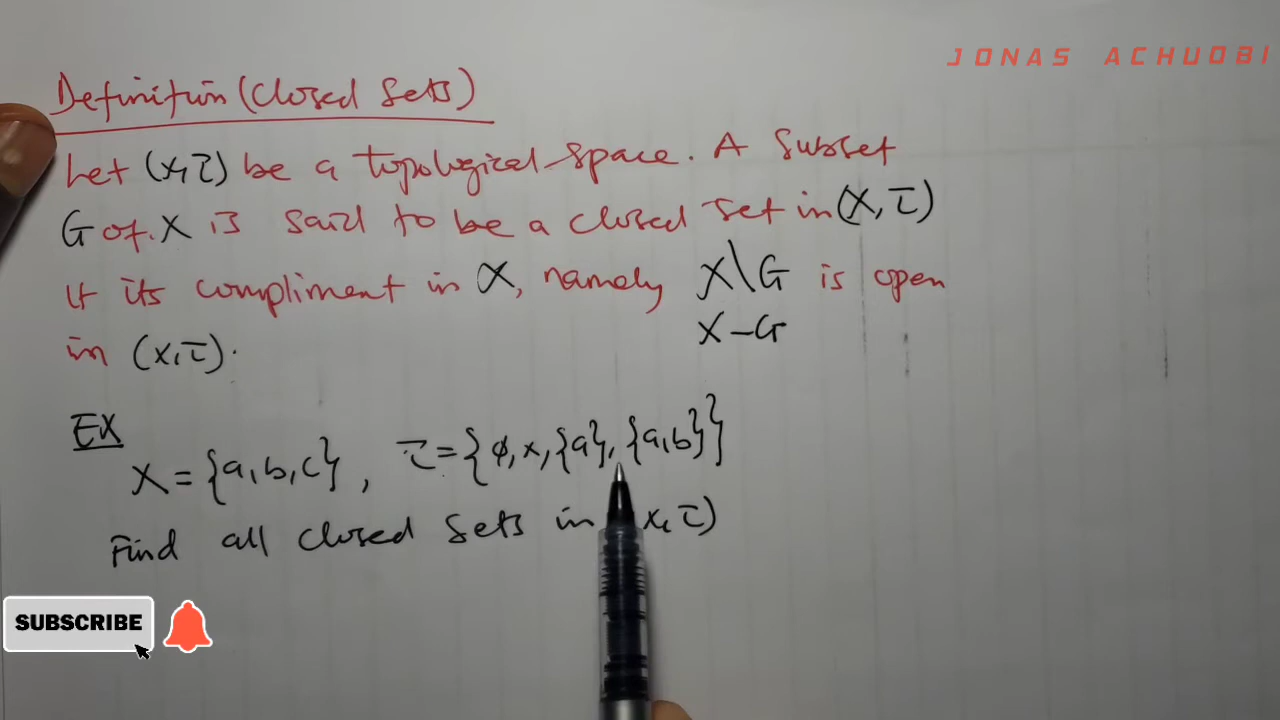 JONAS ACHUOBI
Definition (Closed Sets)
Let (X,τ) be a topological space. A Subset
G of. X is said to be a closed set in (X, τ)
if its compliment in X, namely X\G is open
X-G
in (X,τ).
EX
X = {a,b,c}, τ = {φ, x, {a}, {a,b}}
Find all closed sets in x, τ)
SUBSCRIBE